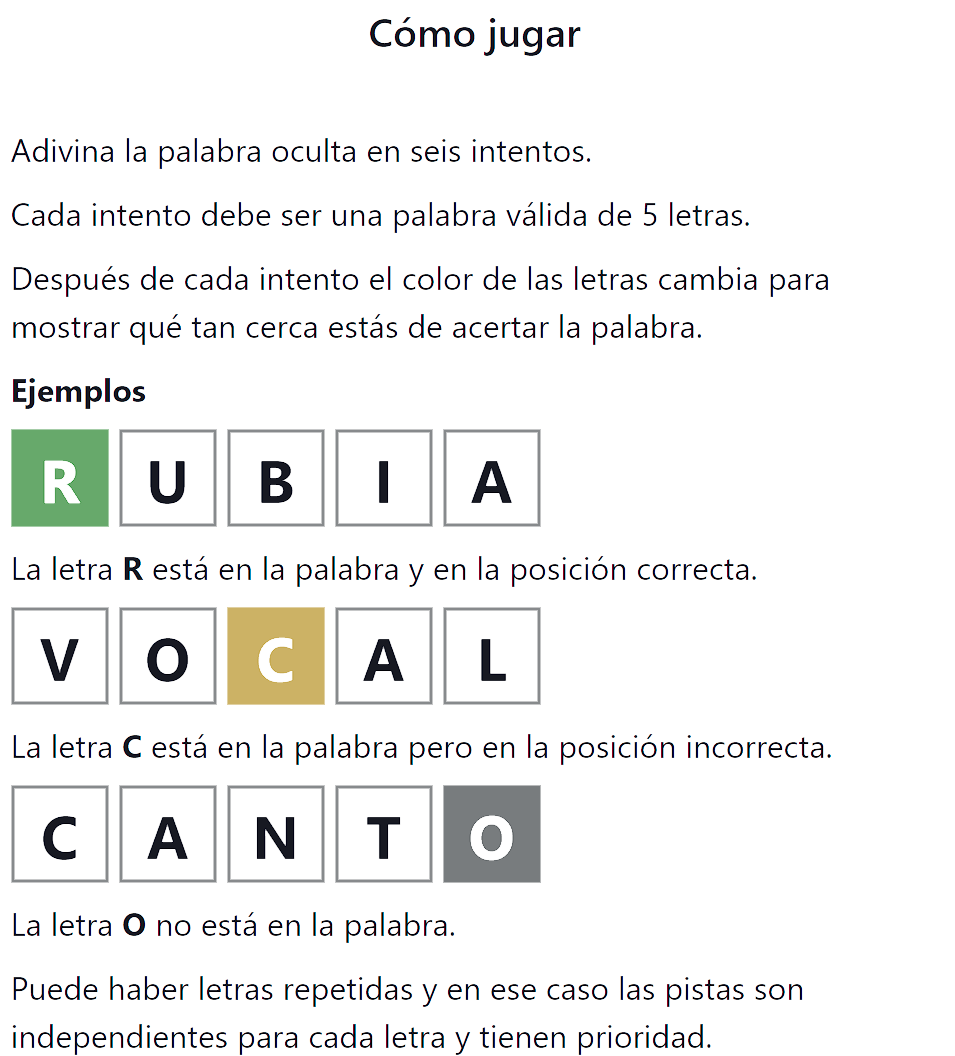 Cómo jugar
Adivina la palabra oculta en seis intentos.
Cada intento debe ser una palabra válida de 5 letras.
Después de cada intento el color de las letras cambia para
mostrar qué tan cerca estás de acertar la palabra.
Ejemplos
R U B I A
La letra R está en la palabra y en la posición correcta.
V O C A L
La letra C está en la palabra pero en la posición incorrecta.
C A N T O
La letra O no está en la palabra.
Puede haber letras repetidas y en ese caso las pistas son
independientes para cada letra y tienen prioridad.